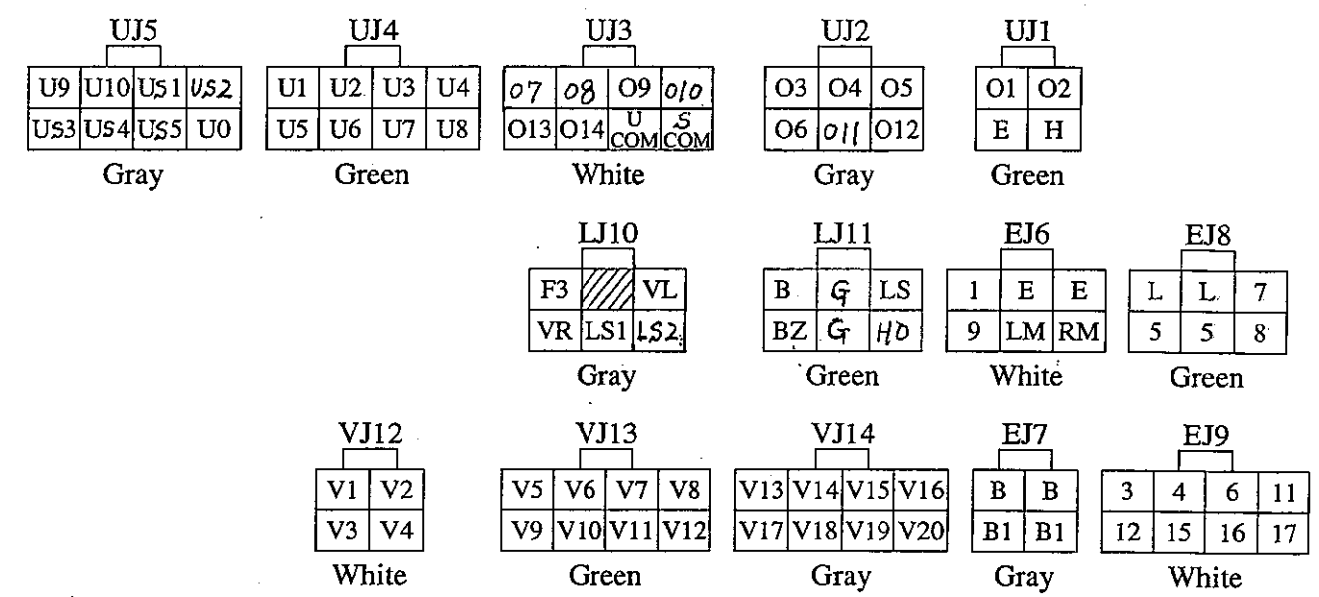 UJ5 UJ4 UJ3 UJ2 UJ1
U9 U10 US1 US2 U1 U2 U3 U4 O7 O8 O9 O10 O3 O4 O5 O1 O2
US3 US4 US5 U0 U5 U6 U7 U8 O13 O14 U COM S COM O6 O11 O12 E H
Gray Green White Gray Green
LJ10 LJ11 EJ6 EJ8
F3 VL B G LS 1 E E L L 7
VR LS1 LS2 BZ G HD 9 LM RM 5 5 8
Gray Green White Green
VJ12 VJ13 VJ14 EJ7 EJ9
V1 V2 V5 V6 V7 V8 V13 V14 V15 V16 B B 3 4 6 11
V3 V4 V9 V10 V11 V12 V17 V18 V19 V20 B1 B1 12 15 16 17
White Green Gray Gray White